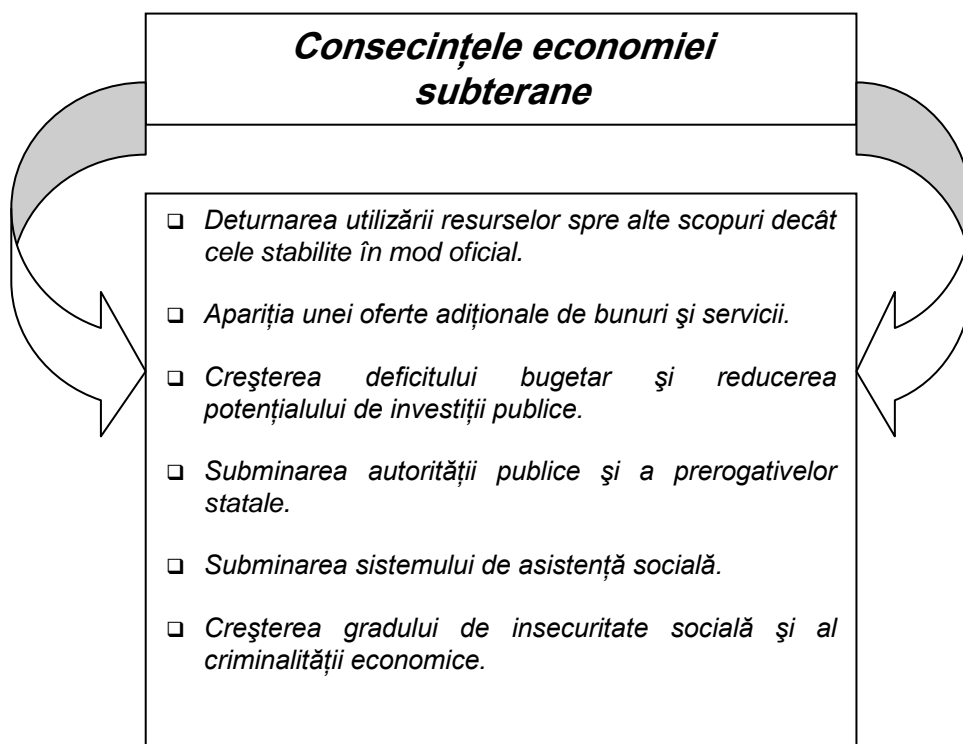 Consecințele economiei
subterane
❑ Deturnarea utilizării resurselor spre alte scopuri decât
cele stabilite în mod oficial.
❑ Apariția unei oferte adiționale de bunuri şi servicii.
❑ Creşterea deficitului bugetar şi reducerea
potențialului de investiții publice.
❑ Subminarea autorității publice şi a prerogativelor
statale.
❑ Subminarea sistemului de asistență socială.
❑ Creşterea gradului de insecuritate socială şi al
criminalității economice.